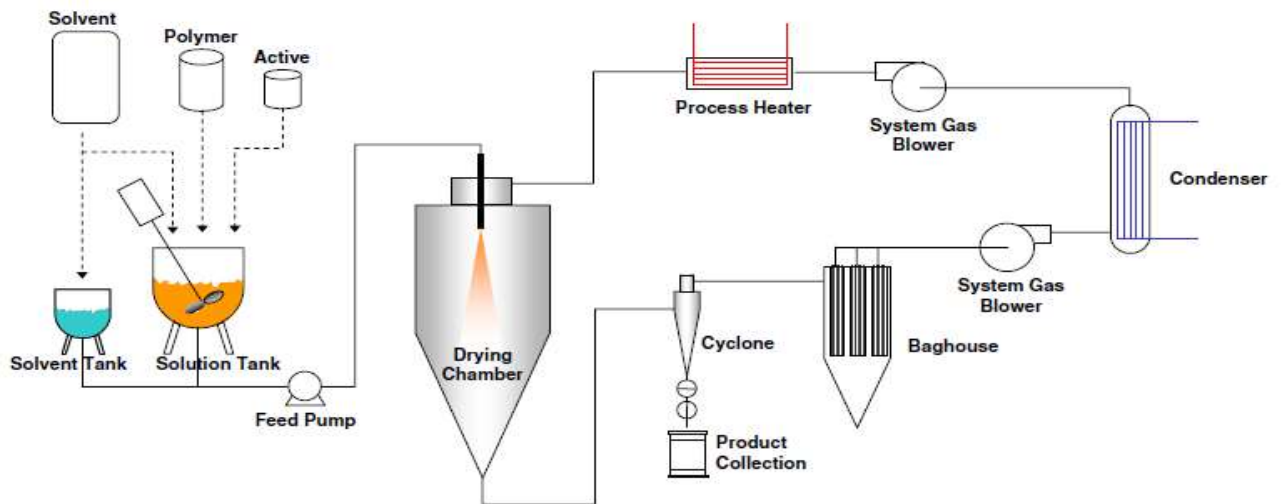 Solvent
Polymer
Active
Solvent Tank
Solution Tank
Feed Pump
Drying
Chamber
Process Heater
System Gas
Blower
Condenser
System Gas
Blower
Cyclone
Baghouse
Product
Collection